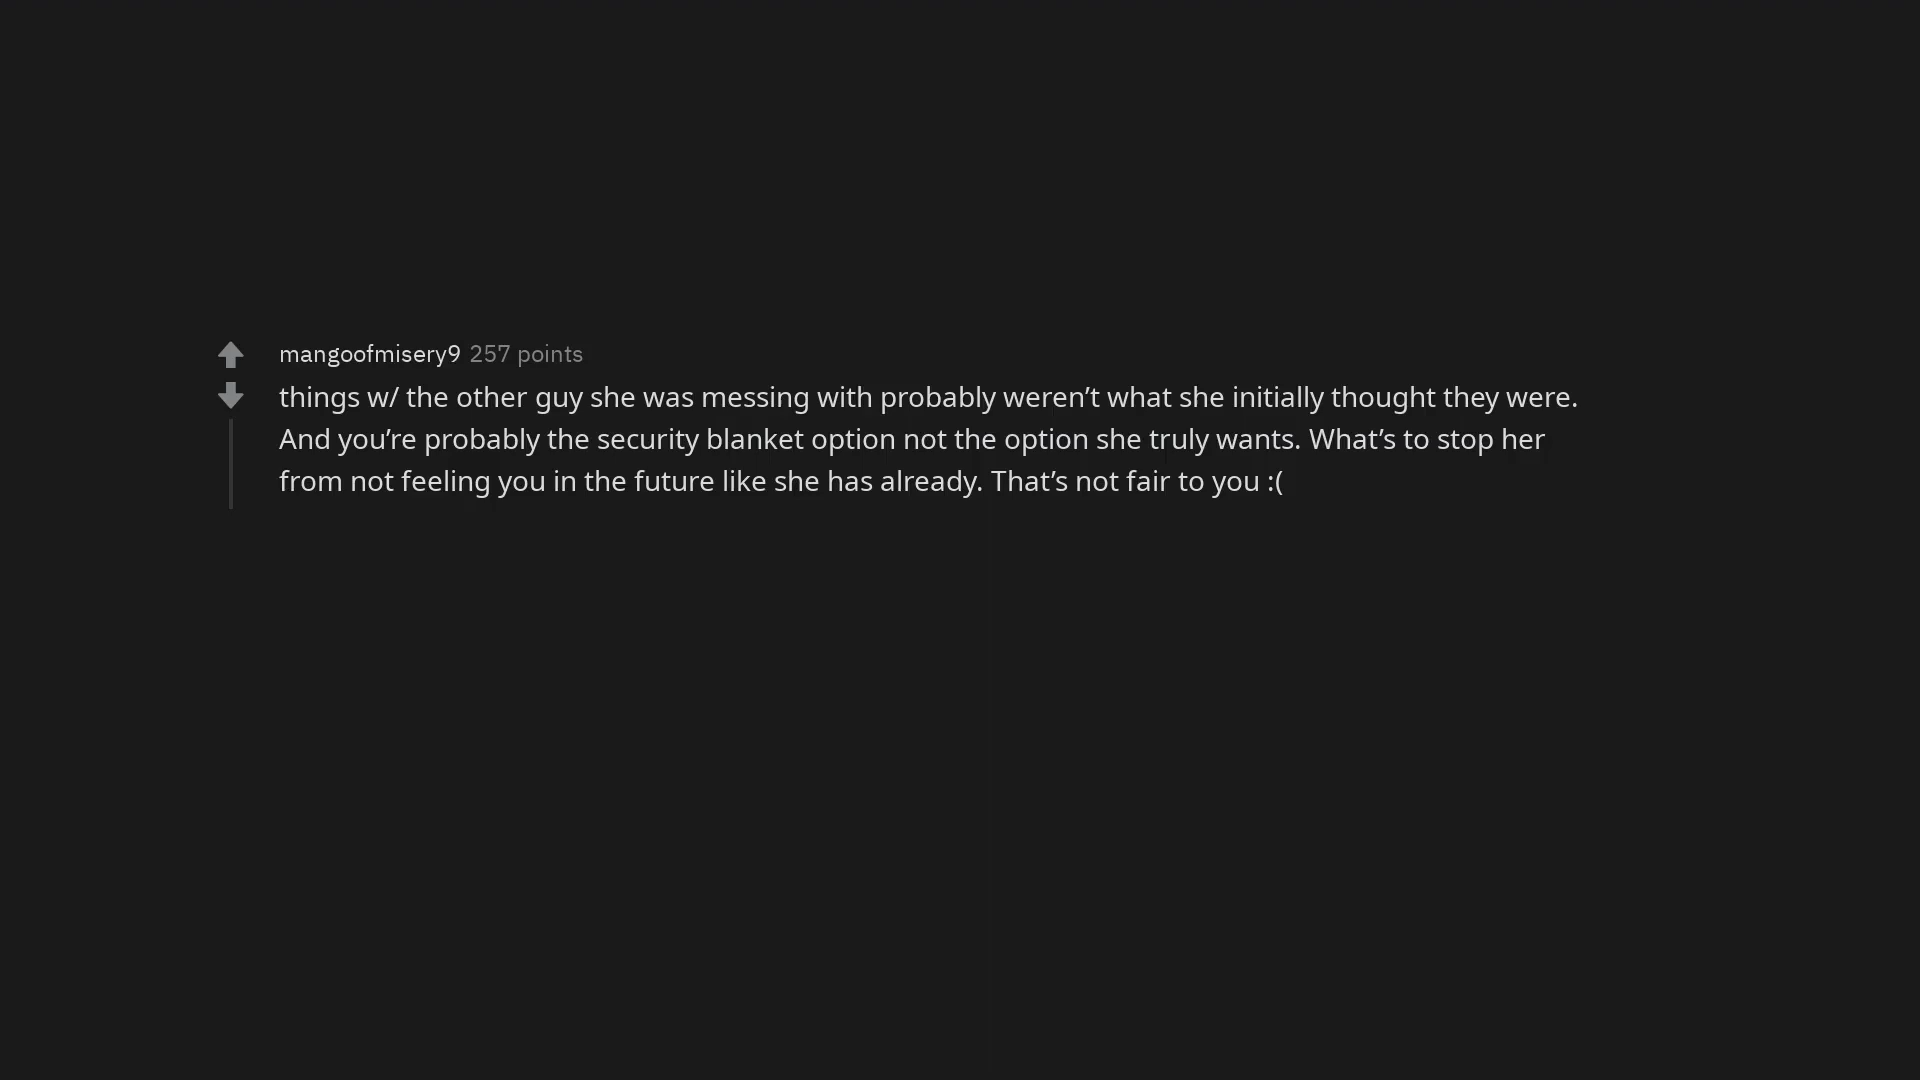 mangoofmisery9 257 points
things w/ the other guy she was messing with probably weren’t what she initially thought they were.
And you’re probably the security blanket option not the option she truly wants. What’s to stop her
from not feeling you in the future like she has already. That’s not fair to you :(